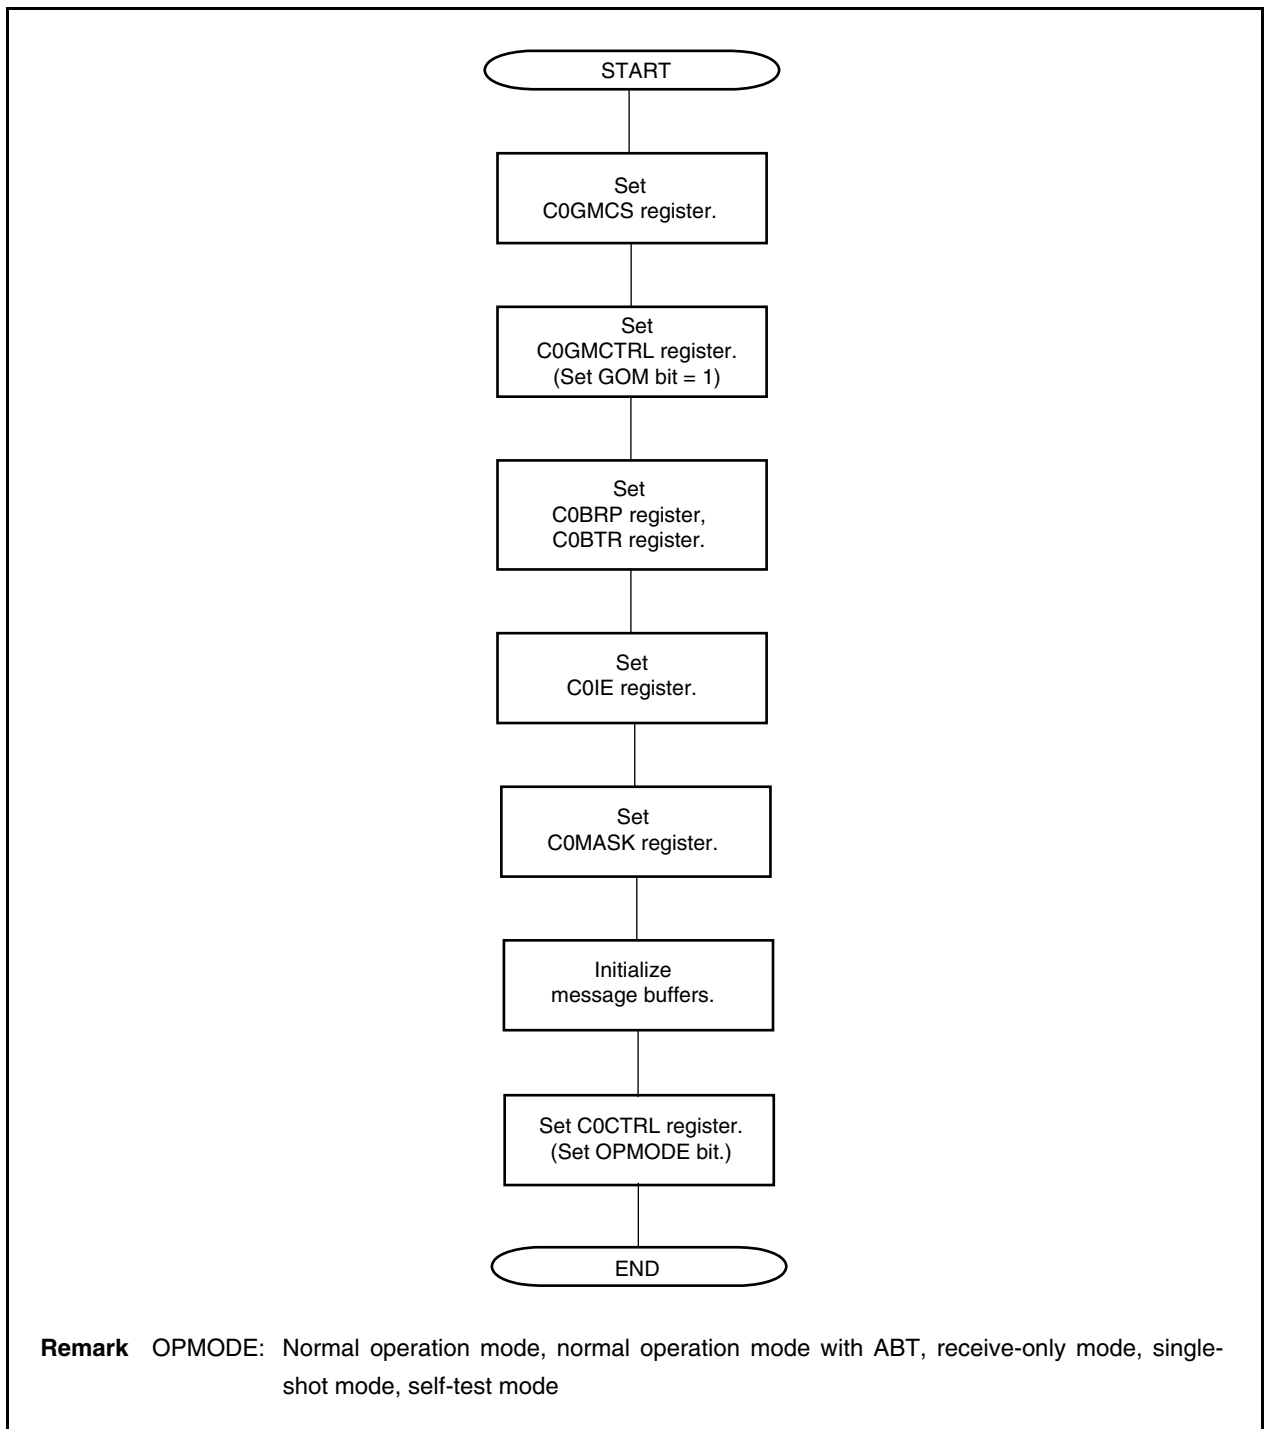 START
Set
C0GMCS register.
Set
C0GMCTRL register.
(Set GOM bit = 1)
Set
C0BRP register,
C0BTR register.
Set
C0IE register.
Set
C0MASK register.
Initialize
message buffers.
Set C0CTRL register.
(Set OPMODE bit.)
END
Remark OPMODE: Normal operation mode, normal operation mode with ABT, receive-only mode, single-
shot mode, self-test mode